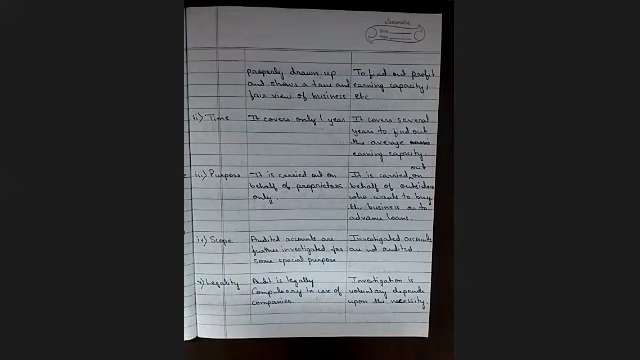 Date
Page
properly drawn up To find out profit
and shows a true and earning capacity,
fair view of business etc
ii) Time It covers only 1 year It covers several
years to find out
the average
earning capacity.
iii) Purpose It is carried out on It is carried out on
behalf of proprietors behalf of outsiders
only. who wants to buy
the business or to
advance loans.
iv) Scope Audited accounts are Investigated accounts
further investigated for are not audited.
some special purpose
v) Legality Audit is legally Investigation is
Compulsory in case of voluntary depends
companies. upon the necessity.